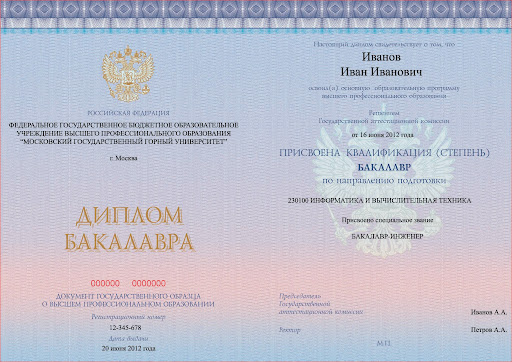 РОССИЙСКАЯ ФЕДЕРАЦИЯ
ФЕДЕРАЛЬНОЕ ГОСУДАРСТВЕННОЕ БЮДЖЕТНОЕ ОБРАЗОВАТЕЛЬНОЕ
УЧРЕЖДЕНИЕ ВЫСШЕГО ПРОФЕССИОНАЛЬНОГО ОБРАЗОВАНИЯ
"МОСКОВСКИЙ ГОСУДАРСТВЕННЫЙ ГОРНЫЙ УНИВЕРСИТЕТ"
г. Москва
ДИПЛОМ
БАКАЛАВРА
000000 0000000
ДОКУМЕНТ ГОСУДАРСТВЕННОГО ОБРАЗЦА
О ВЫСШЕМ ПРОФЕССИОНАЛЬНОМ ОБРАЗОВАНИИ
Регистрационный номер
12-345-678
Дата выдачи
20 июня 2012 года
Настоящий диплом свидетельствует о том, что
Иванов
Иван Иванович
освоил(а) основную образовательную программу
высшего профессионального образования
Решением
Государственной аттестационной комиссии
от 16 июня 2012 года
ПРИСВОЕНА КВАЛИФИКАЦИЯ (СТЕПЕНЬ)
БАКАЛАВР
по направлению подготовки
230100 ИНФОРМАТИКА И ВЫЧИСЛИТЕЛЬНАЯ ТЕХНИКА
Присвоено специальное звание
БАКАЛАВР-ИНЖЕНЕР
Председатель
Государственной
аттестационной комиссии Иванов А.А.
Ректор Петров А.А.
М.П.